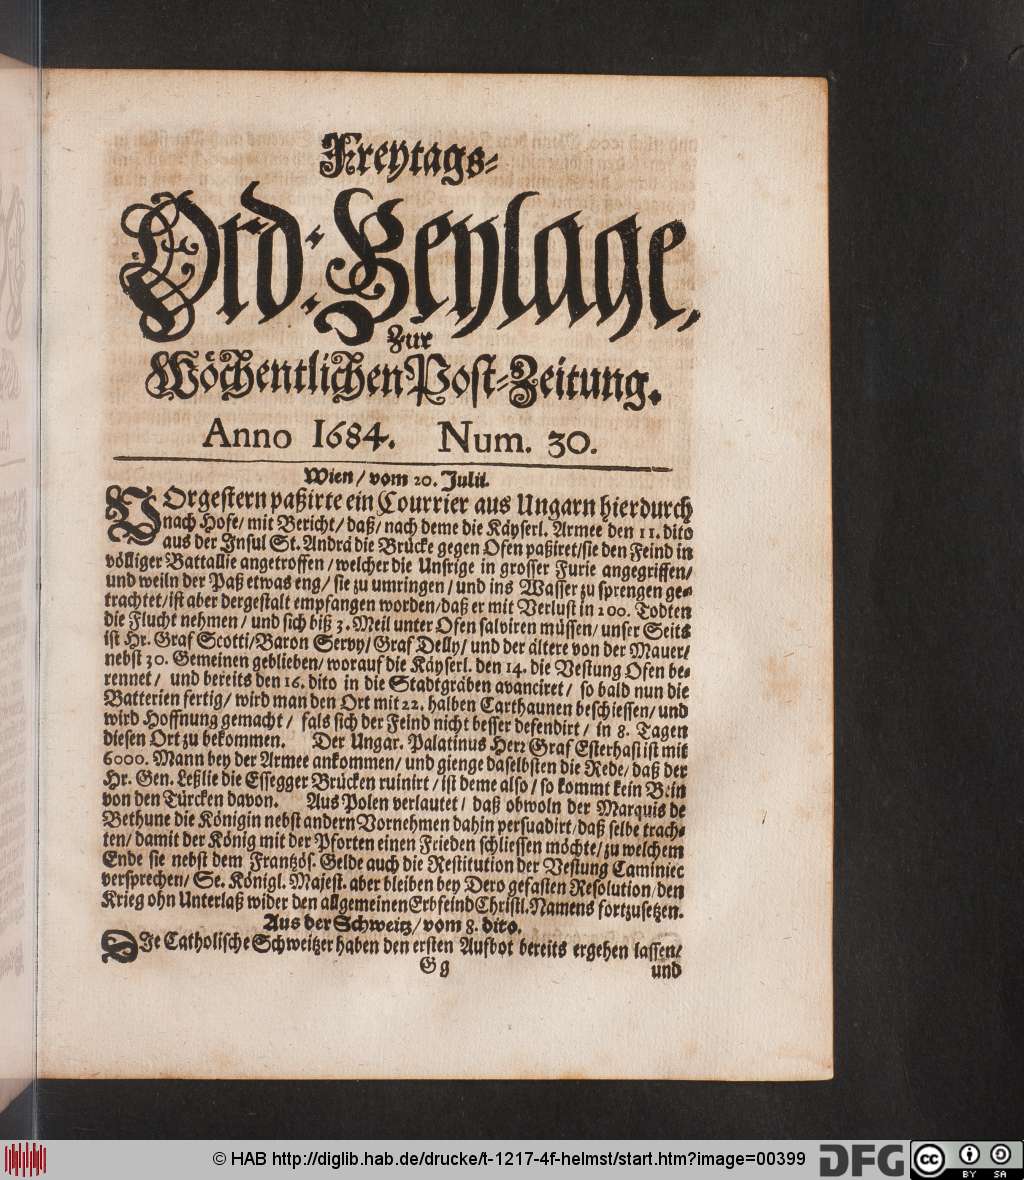 Freytags-
Ord: Beylage,
Zur
Wöchentlichen Post-Zeitung.
Anno 1684. Num. 30.
Wien/ vom 20. Julii.
VOrgestern paßirte ein Courrier aus Ungarn hierdurch
nach Hofe/ mit Bericht/ daß/ nach deme die Käyserl. Armee den 11. dito
aus der Insul St. Andrä die Brücke gegen Ofen paßiret/ sie den Feind in
völliger Battallie angetroffen/ welcher die Unsrige in grosser Furie angegriffen/
und weiln der Paß etwas eng/ sie zu umringen/ und ins Wasser zu sprengen ge-
trachtet/ ist aber dergestalt empfangen worden/ daß er mit Verlust in 200. Todten
die Flucht nehmen/ und sich biß 3. Meil unter Ofen salviren müssen/ unser Seits
ist Hr. Graf Scotti/ Baron Servy/ Graf Delly/ und der ältere von der Mauer/
nebst 30. Gemeinen geblieben/ worauf die Käyserl. den 14. die Vestung Ofen be-
rennet/ und bereits den 16. dito in die Stadtgräben avanciret/ so bald nun die
Batterien fertig/ wird man den Ort mit 22. halben Carthaunen beschiessen/ und
wird Hoffnung gemacht/ fals sich der Feind nicht besser defendirt/ in 8. Tagen
diesen Ort zu bekommen. Der Ungar. Palatinus Herr Graf Esterhasi ist mit
6000. Mann bey der Armee ankommen/ und gienge daselbsten die Rede/ daß der
Hr. Gen. Leßlie die Essegger Brücken ruinirt/ ist deme also/ so kommt kein Bein
von den Türcken davon. Aus Polen verlautet/ daß obwoln der Marquis de
Bethune die Königin nebst andern Vornehmen dahin persuadirt/ daß selbe trach-
ten/ damit der König mit der Pforten einen Frieden schliessen möchte/ zu welchem
Ende sie nebst dem Frantzös. Gelde auch die Restitution der Vestung Caminiec
versprechen/ Se. Königl. Majest. aber bleiben bey Dero gefasten Resolution/ den
Krieg ohn Unterlaß wider den allgemeinen Erbfeind Christl. Namens fortzusetzen.
Aus der Schweitz/ vom 8. dito.
DIe Catholische Schweitzer haben den ersten Aufbot bereits ergehen lassen/
Gg und
© HAB http://diglib.hab.de/drucke/t-1217-4f-helmst/start.htm?image=00399
DFG
cc BY SA